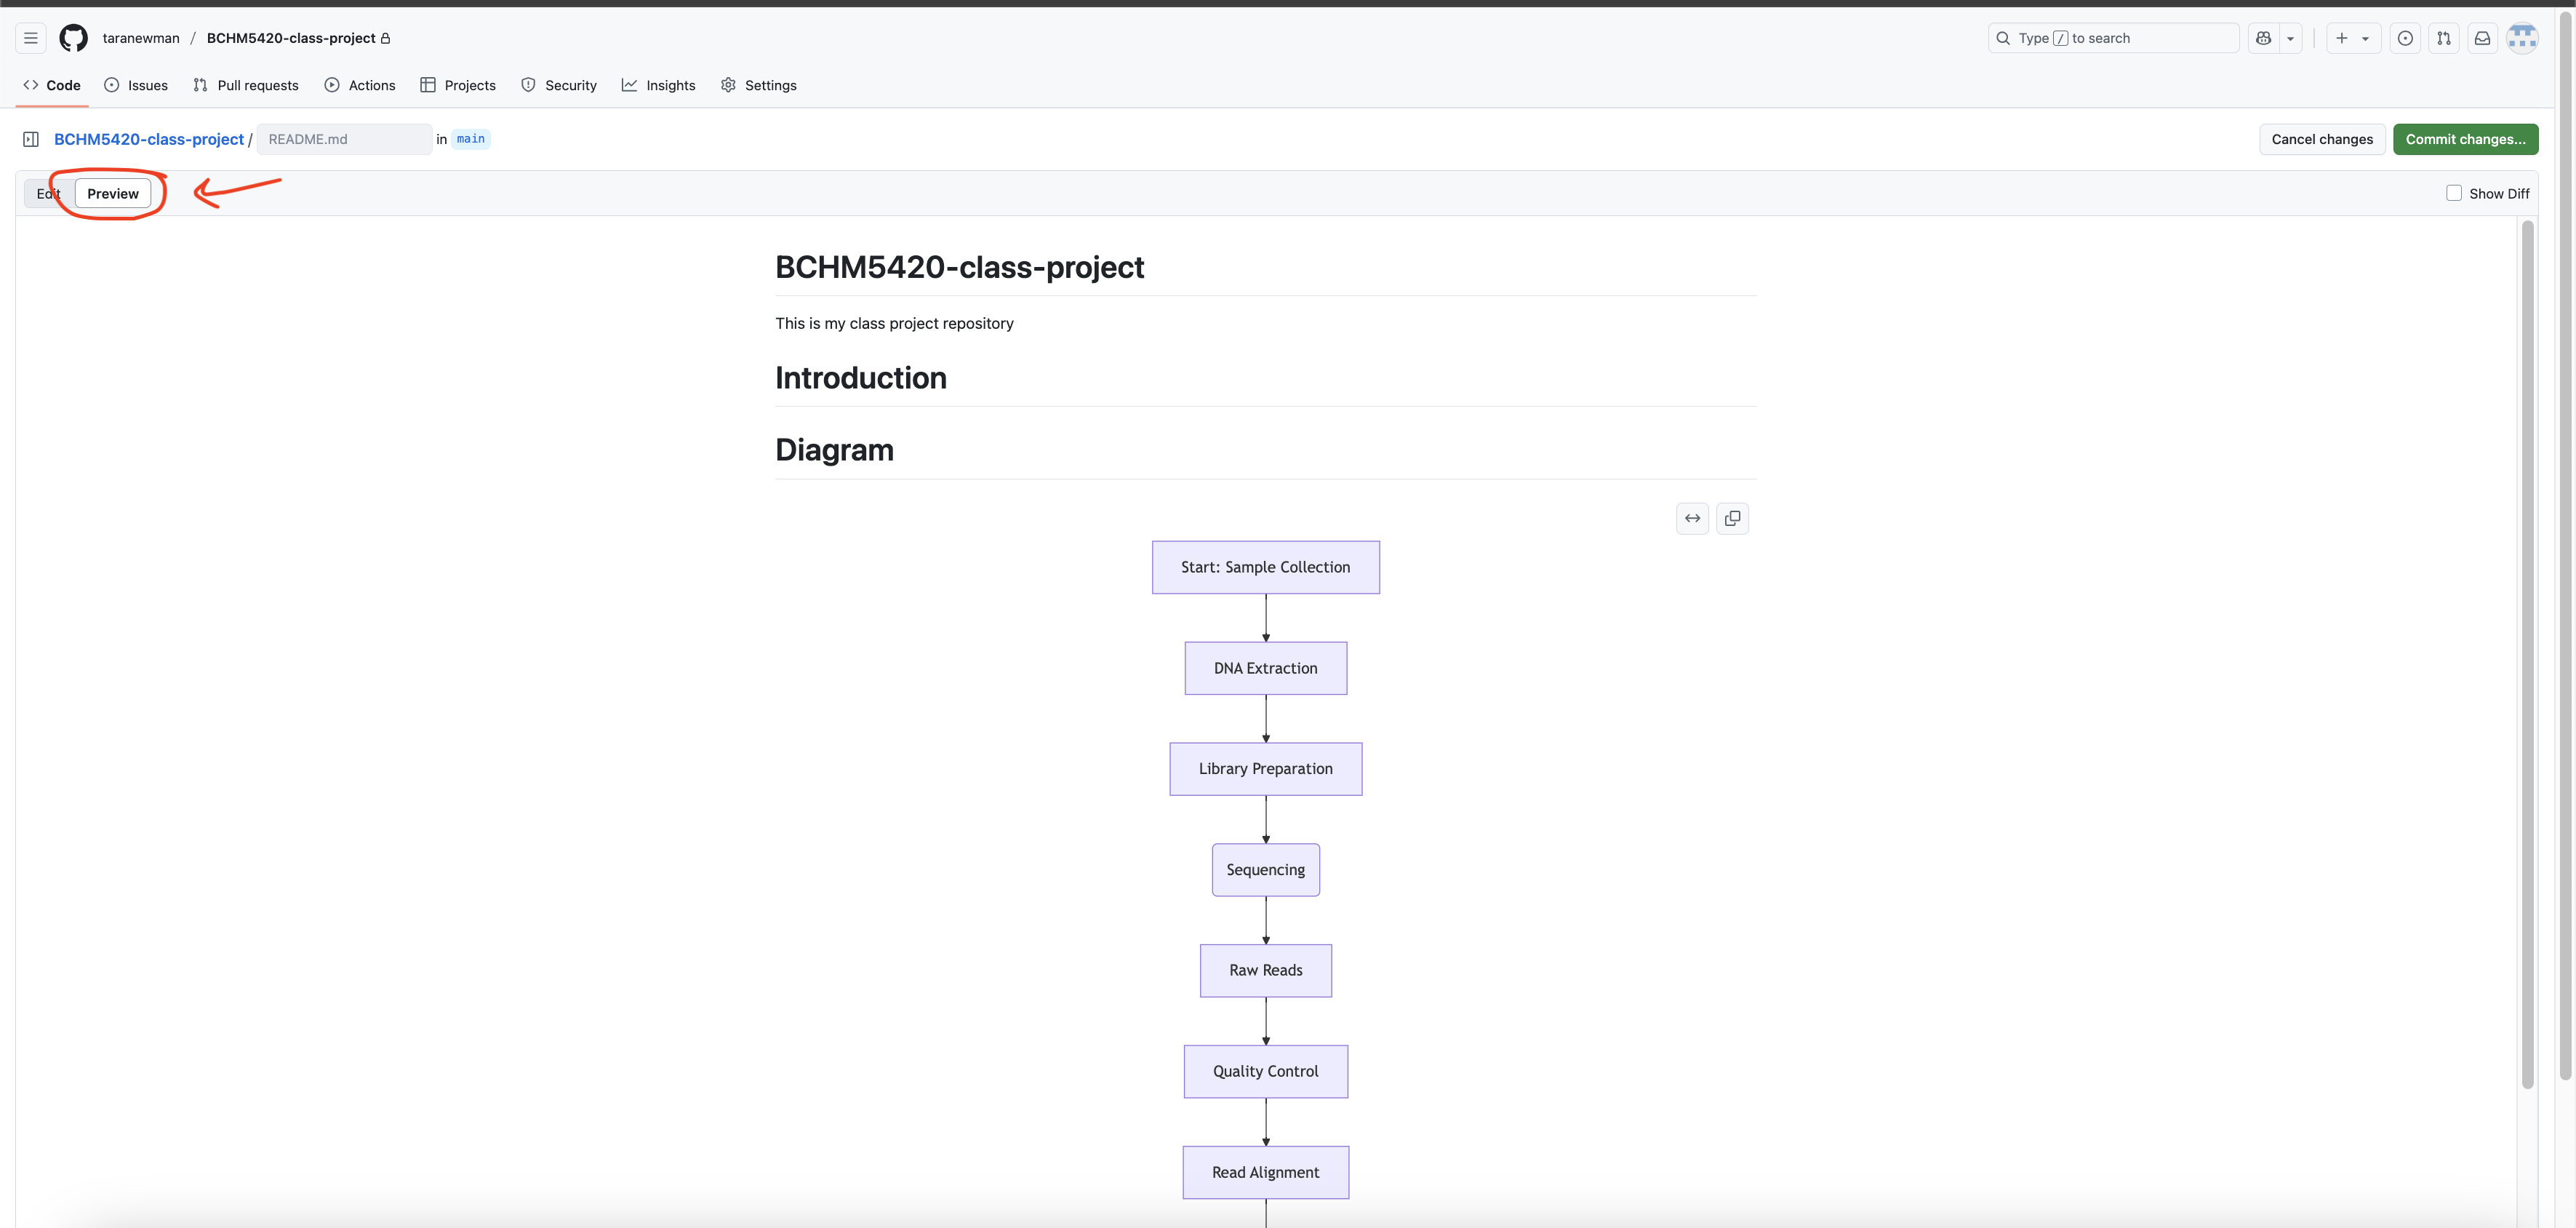 taranewman / BCHM5420-class-project
Type / to search
Code Issues Pull requests Actions Projects Security Insights Settings
BCHM5420-class-project / README.md in main
Cancel changes Commit changes...
Edit Preview
Show Diff
BCHM5420-class-project
This is my class project repository
Introduction
Diagram
Start: Sample Collection
DNA Extraction
Library Preparation
Sequencing
Raw Reads
Quality Control
Read Alignment